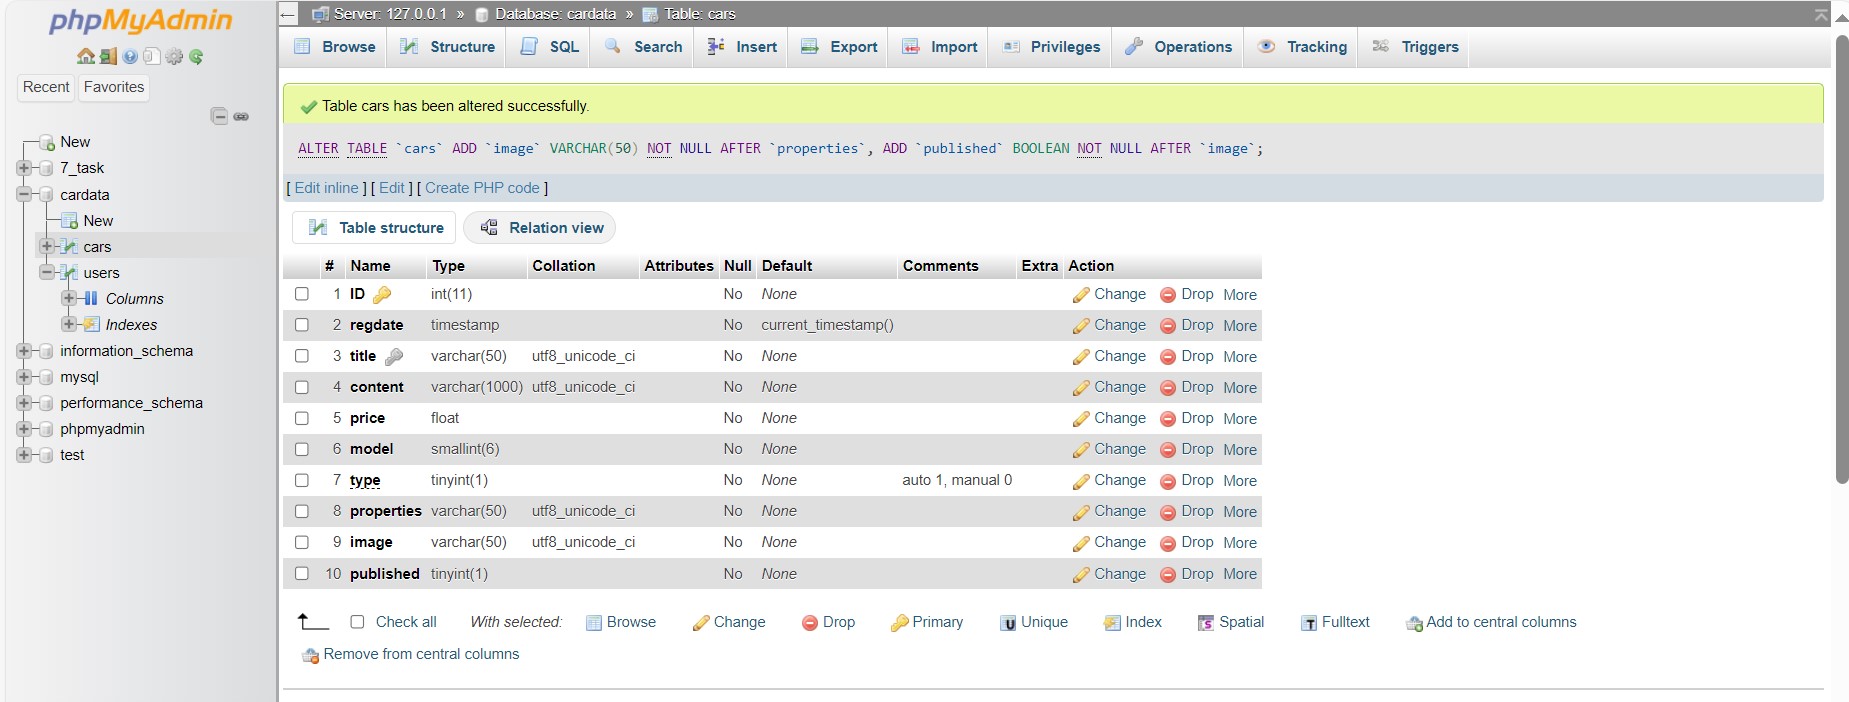 phpMyAdmin
Recent Favorites
New
7_task
cardata
New
cars
users
Columns
Indexes
information_schema
mysql
performance_schema
phpmyadmin
test
Server: 127.0.0.1 » Database: cardata » Table: cars
Browse Structure SQL Search Insert Export Import Privileges Operations Tracking Triggers
Table cars has been altered successfully.
ALTER TABLE `cars` ADD `image` VARCHAR(50) NOT NULL AFTER `properties`, ADD `published` BOOLEAN NOT NULL AFTER `image`;
[ Edit inline ] [ Edit ] [ Create PHP code ]
Table structure Relation view
# Name Type Collation Attributes Null Default Comments Extra Action
1 ID int(11) No None Change Drop More
2 regdate timestamp No current_timestamp() Change Drop More
3 title varchar(50) utf8_unicode_ci No None Change Drop More
4 content varchar(1000) utf8_unicode_ci No None Change Drop More
5 price float No None Change Drop More
6 model smallint(6) No None Change Drop More
7 type tinyint(1) No None auto 1, manual 0 Change Drop More
8 properties varchar(50) utf8_unicode_ci No None Change Drop More
9 image varchar(50) utf8_unicode_ci No None Change Drop More
10 published tinyint(1) No None Change Drop More
Check all With selected: Browse Change Drop Primary Unique Index Spatial Fulltext Add to central columns
Remove from central columns